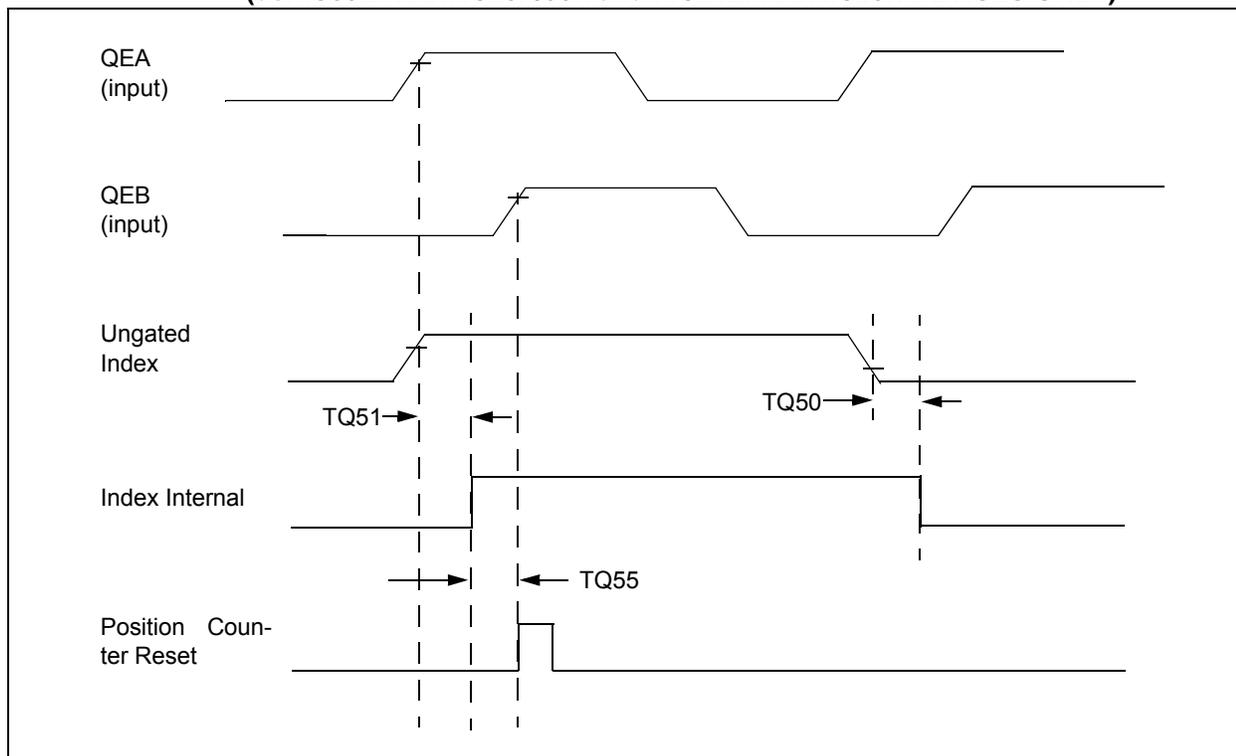 QEA
(input)
QEB
(input)
Ungated
Index
TQ51
TQ50
Index Internal
TQ55
Position Coun-
ter Reset